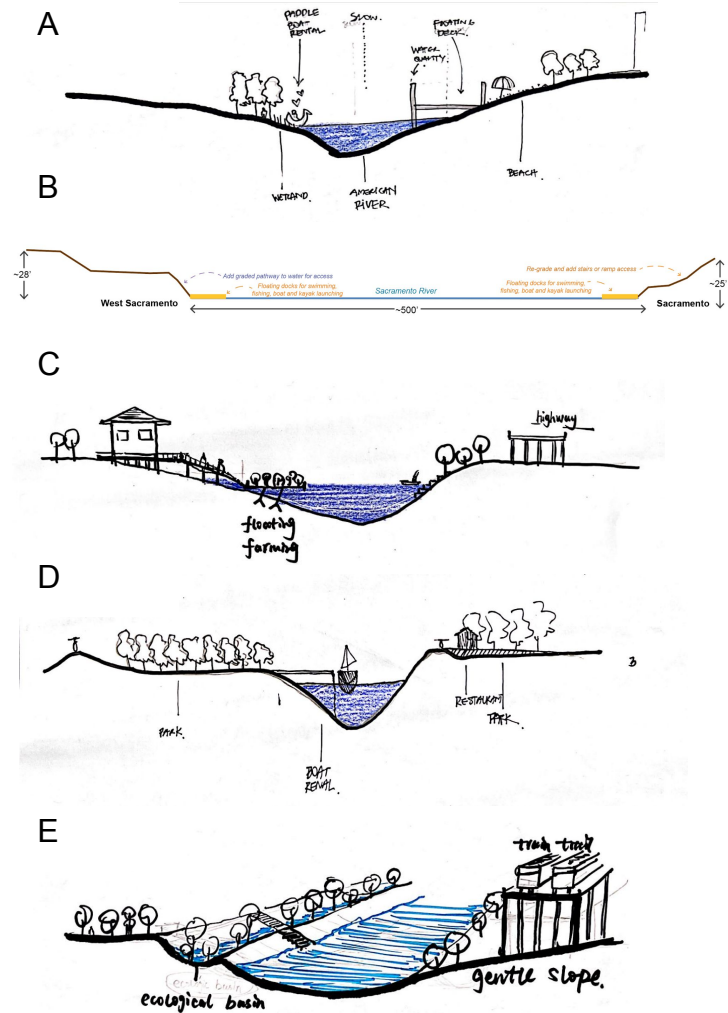 A
PADDLE
BOAT
RENTAL
FLOATING
DECK.
WATER
QUALITY.
WETLAND.
AMERICAN
RIVER
BEACH.
B
~28'
Add graded pathway to water for access
Floating docks for swimming,
fishing, boat and kayak launching
West Sacramento
Sacramento River
~500'
Re-grade and add stairs or ramp access
Floating docks for swimming,
fishing, boat and kayak launching
Sacramento
~25'
C
highway
floating
farming
D
PARK.
BOAT
RENAL.
RESTAURANT
PARK.
E
train trail
ecological basin
gentle slope.